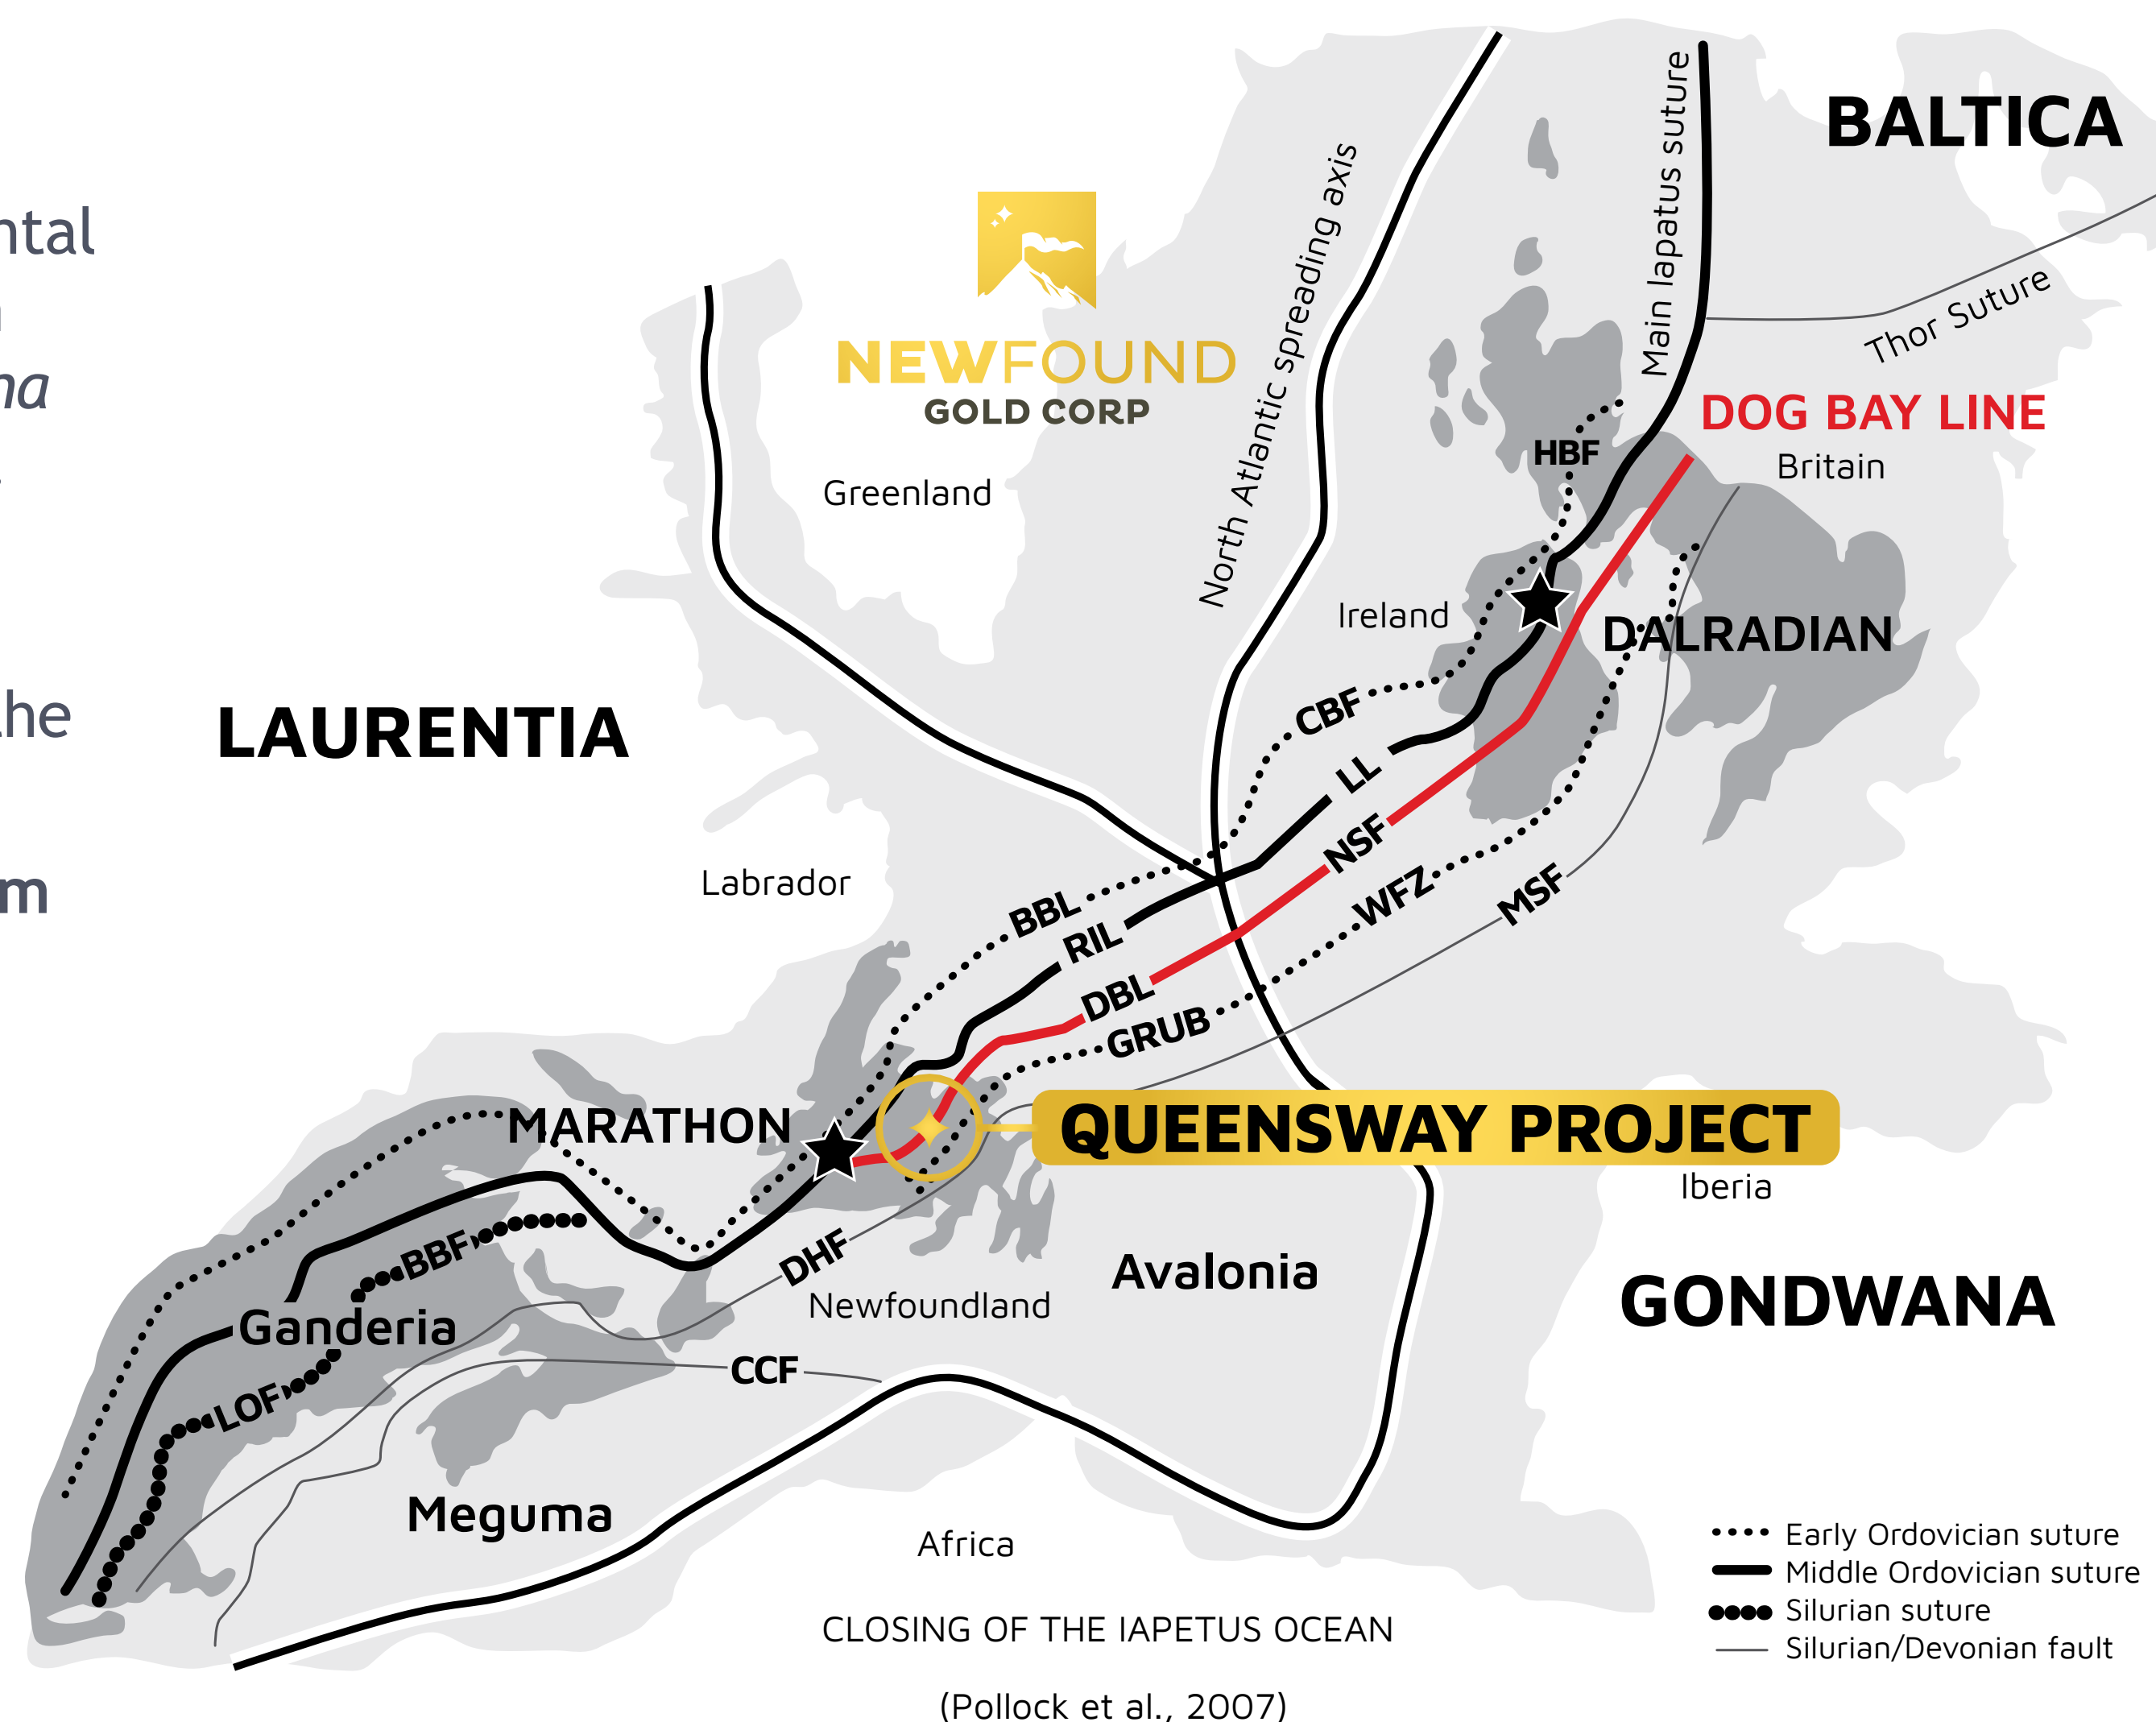 ntal
na
the
m
BALTICA
Main Iapatus suture
North Atlantic spreading axis
Thor Suture
NEWFOUND
GOLD CORP
DOG BAY LINE
Britain
HBF
Greenland
Ireland
DALRADIAN
LAURENTIA
CBF
LL
NSF
Labrador
WFZ
MSF
BBL
RIL
DBL
GRUB
MARATHON
QUEENSWAY PROJECT
Iberia
BBF
DHF
Avalonia
Newfoundland
GONDWANA
Ganderia
CCF
LOF
Meguma
Africa
Early Ordovician suture
Middle Ordovician suture
Silurian suture
Silurian/Devonian fault
CLOSING OF THE IAPETUS OCEAN
(Pollock et al., 2007)